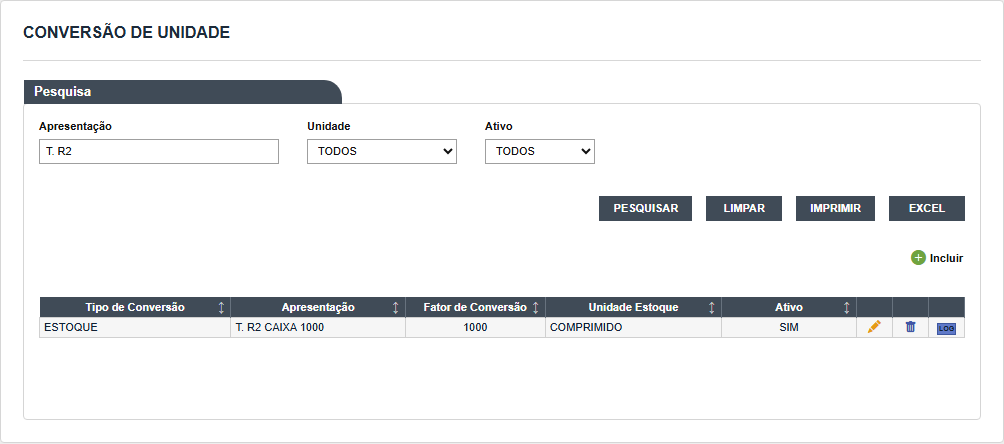 CONVERSÃO DE UNIDADE
Pesquisa
Apresentação Unidade Ativo
T. R2 TODOS TODOS
PESQUISAR LIMPAR IMPRIMIR EXCEL
Incluir
Tipo de Conversão Apresentação Fator de Conversão Unidade Estoque Ativo
ESTOQUE T. R2 CAIXA 1000 1000 COMPRIMIDO SIM LOG